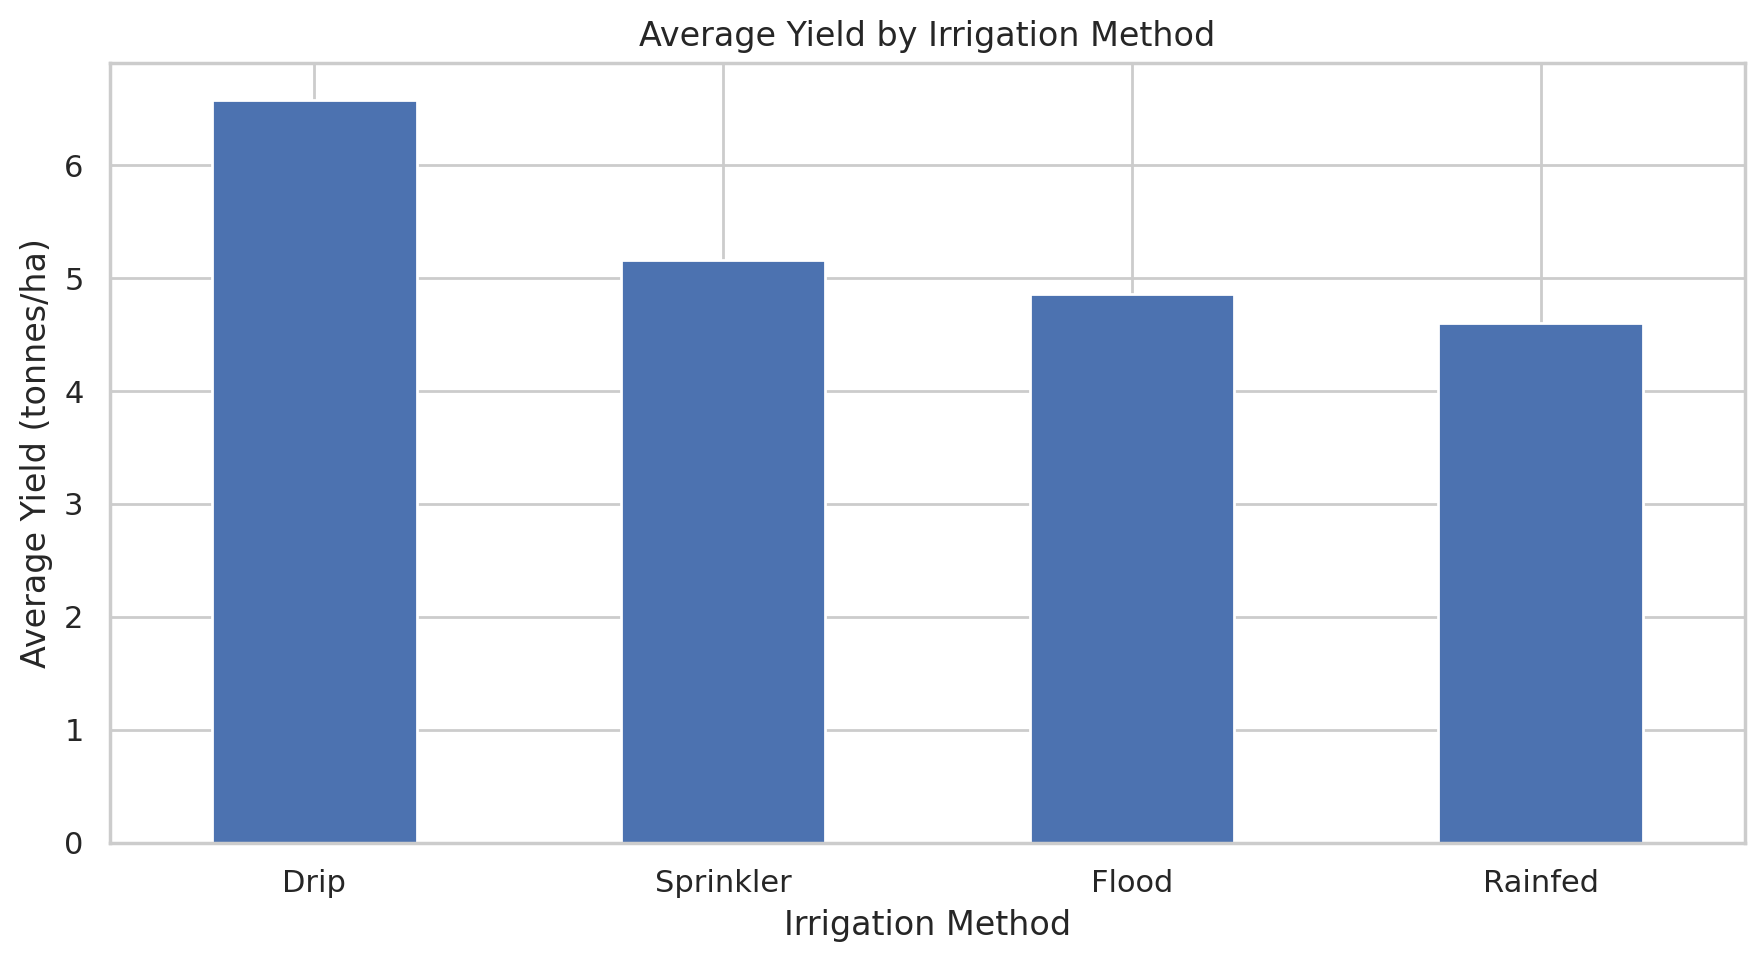 Average Yield by Irrigation Method
Average Yield (tonnes/ha)
6
5
4
3
2
1
0
Drip
Sprinkler
Flood
Rainfed
Irrigation Method